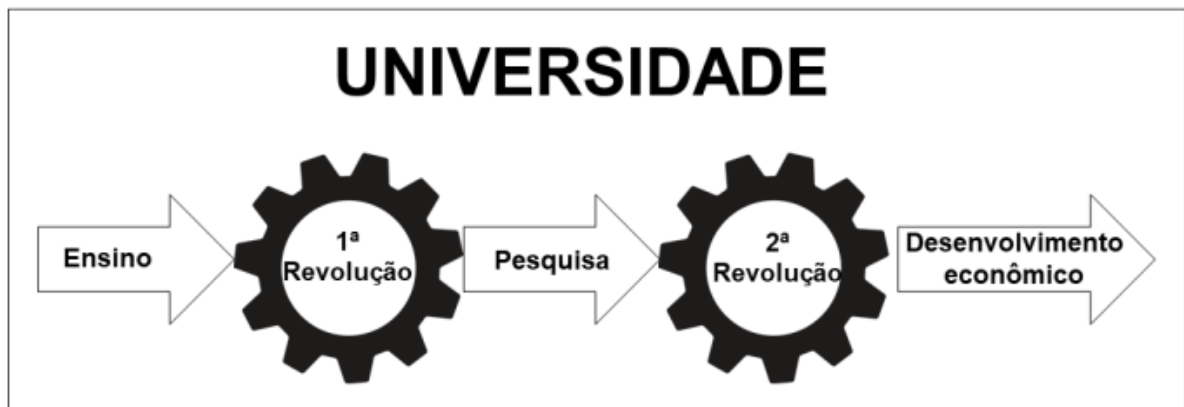 UNIVERSIDADE
Ensino
1ª
Revolução
Pesquisa
2ª
Revolução
Desenvolvimento
econômico